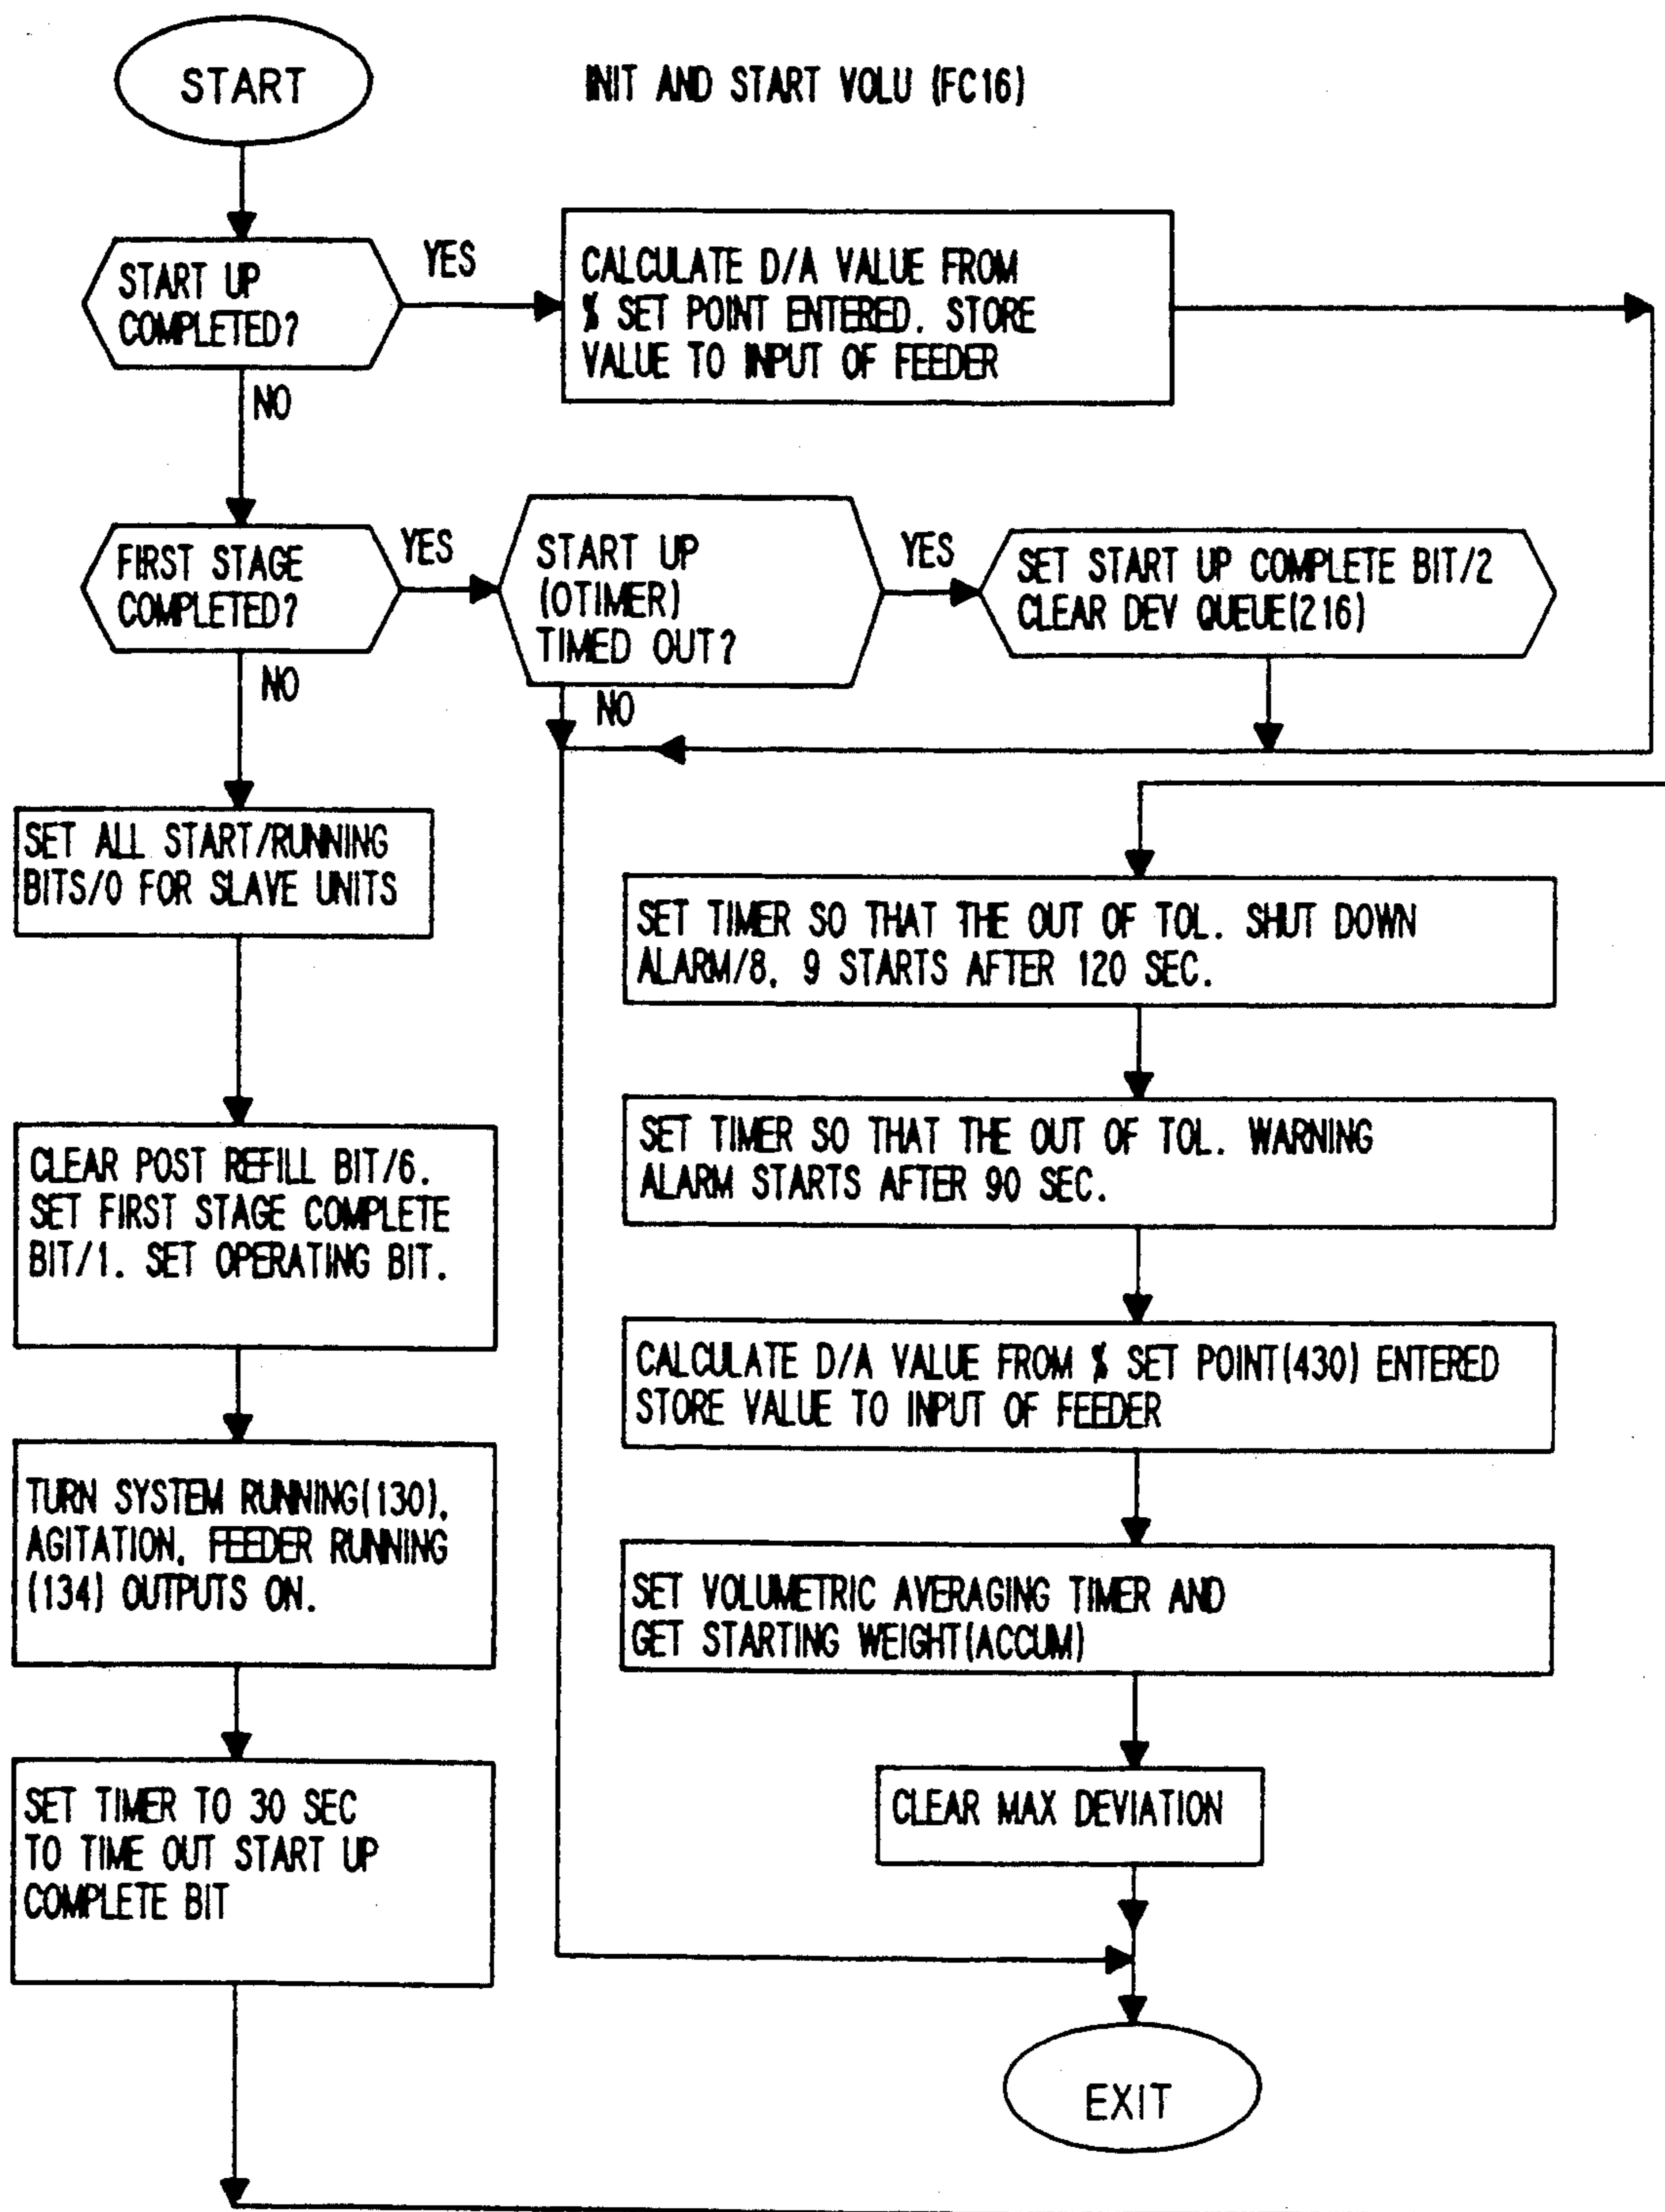 START
INIT AND START VOLU (FC16)
START UP
COMPLETED?
YES
CALCULATE D/A VALUE FROM
% SET POINT ENTERED. STORE
VALUE TO INPUT OF FEEDER
NO
FIRST STAGE
COMPLETED?
YES
START UP
(OTIMER)
TIMED OUT?
YES
SET START UP COMPLETE BIT/2
CLEAR DEV QUEUE(216)
NO
NO
SET ALL START/RUNNING
BITS/0 FOR SLAVE UNITS
CLEAR POST REFILL BIT/6.
SET FIRST STAGE COMPLETE
BIT/1. SET OPERATING BIT.
TURN SYSTEM RUNNING(130),
AGITATION, FEEDER RUNNING
(134) OUTPUTS ON.
SET TIMER TO 30 SEC
TO TIME OUT START UP
COMPLETE BIT
SET TIMER SO THAT THE OUT OF TOL. SHUT DOWN
ALARM/8, 9 STARTS AFTER 120 SEC.
SET TIMER SO THAT THE OUT OF TOL. WARNING
ALARM STARTS AFTER 90 SEC.
CALCULATE D/A VALUE FROM % SET POINT(430) ENTERED
STORE VALUE TO INPUT OF FEEDER
SET VOLUMETRIC AVERAGING TIMER AND
GET STARTING WEIGHT(ACCUM)
CLEAR MAX DEVIATION
EXIT